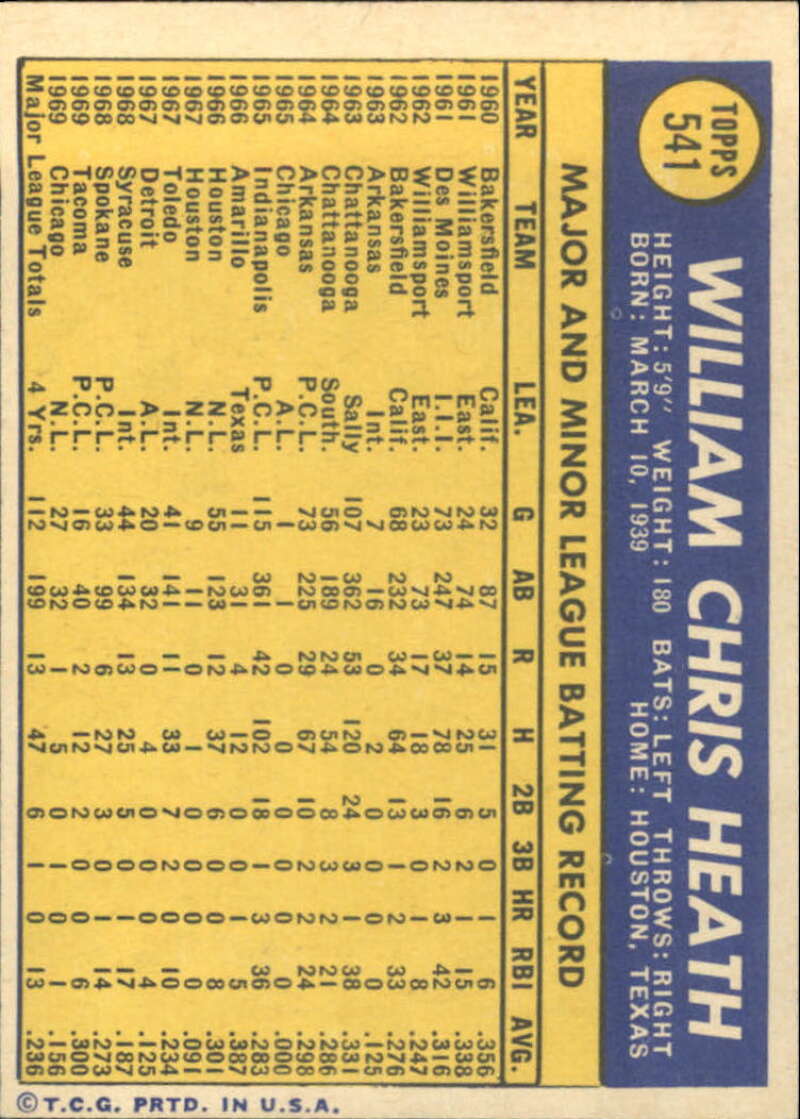 TOPPS
541
WILLIAM CHRIS HEATH
HEIGHT: 5'9" WEIGHT: 180 BATS: LEFT THROWS: RIGHT
BORN: MARCH 10, 1939 HOME: HOUSTON, TEXAS
MAJOR AND MINOR LEAGUE BATTING RECORD
YEAR TEAM LEA. G AB R H 2B 3B HR RBI AVG.
1960 Bakersfield Calif. 32 87 15 31 5 0 1 6 .356
1961 Williamsport East. 24 74 14 25 6 2 1 15 .338
1961 Des Moines I.I.I. 73 247 37 78 16 2 3 42 .316
1962 Williamsport East. 23 73 17 18 3 0 1 8 .247
1962 Bakersfield Calif. 68 232 34 64 13 1 2 33 .276
1963 Arkansas Int. 7 16 0 2 0 0 0 0 .125
1963 Chattanooga Sally 107 362 53 120 24 3 1 38 .331
1964 Chattanooga South. 56 189 24 54 8 3 2 21 .286
1964 Arkansas P.C.L. 73 225 29 67 10 2 2 24 .298
1965 Chicago A.L. 1 1 0 0 0 0 0 0 .000
1965 Indianapolis P.C.L. 115 361 42 102 18 1 3 36 .283
1966 Amarillo Texas 11 31 4 12 0 0 1 5 .387
1966 Houston N.L. 55 123 12 37 6 0 0 8 .301
1967 Houston N.L. 9 11 0 1 0 0 0 0 .091
1967 Toledo Int. 41 141 11 33 7 2 0 10 .234
1967 Detroit A.L. 20 32 0 4 0 0 0 4 .125
1968 Syracuse Int. 44 134 13 25 5 0 1 17 .187
1968 Spokane P.C.L. 33 99 6 27 3 0 1 14 .273
1969 Tacoma P.C.L. 16 40 2 12 2 0 0 6 .300
1969 Chicago N.L. 27 32 1 5 0 1 0 1 .156
Major League Totals 4 Yrs. 112 199 13 47 6 1 0 13 .236
© T.C.G. PRTD. IN U.S.A.